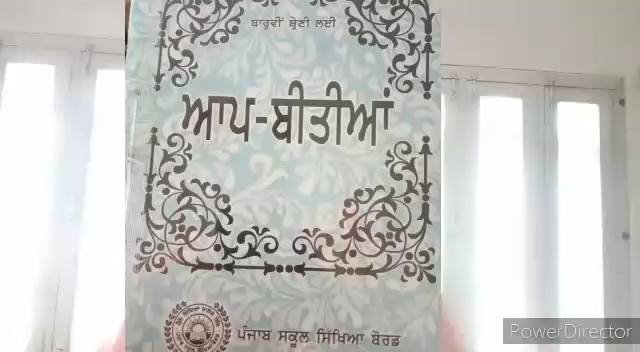 ਬਾਰ੍ਹਵੀਂ ਸ਼੍ਰੇਣੀ ਲਈ
ਆਪ-ਬੀਤੀਆਂ
ਪੰਜਾਬ ਸਕੂਲ ਸਿੱਖਿਆ ਬੋਰਡ
PowerDirector